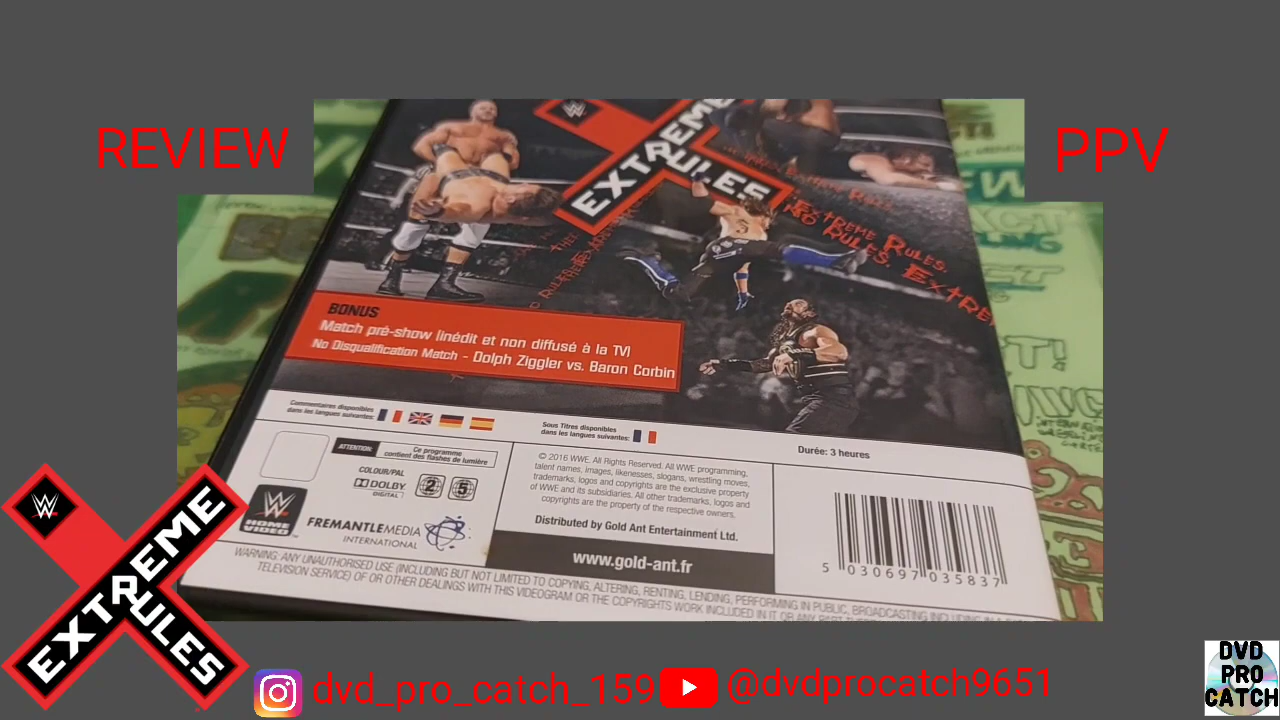 REVIEW
PPV
W
EXTREME
RULES
EXTREME RULES.
NO RULES. EXTRE
BONUS
Match pré-show (inédit et non diffusé à la TV)
No Disqualification Match - Dolph Ziggler vs. Baron Corbin
Commentaires disponibles
dans les langues suivantes:
Sous Titres disponibles
dans les langues suivantes:
Durée: 3 heures
ATTENTION
Ce programme
contient des flashes de lumière
COLOUR/PAL
DOLBY
DIGITAL
2 5
W
HOME
VIDEO
FREMANTLEMEDIA
INTERNATIONAL
© 2016 WWE. All Rights Reserved. All WWE programming,
talent names, images, likenesses, slogans, wrestling moves,
trademarks, logos and copyrights are the exclusive property
of WWE and its subsidiaries. All other trademarks, logos and
copyrights are the property of their respective owners.
Distributed by Gold Ant Entertainment Ltd.
www.gold-ant.fr
5 030697 035837
WARNING: ANY UNAUTHORISED USE (INCLUDING BUT NOT LIMITED TO COPYING, ALTERING, RENTING, LENDING, PERFORMING IN PUBLIC, BROADCASTING INCLUDING IN A
TELEVISION SERVICE) OF OR OTHER DEALINGS WITH THIS VIDEOGRAM OR THE COPYRIGHTS WORK INCLUDED IN IT OR ANY PART
W
EXTREME
RULES
dvd_pro_catch_159
@dvdprocatch9651
DVD
PRO
CATCH